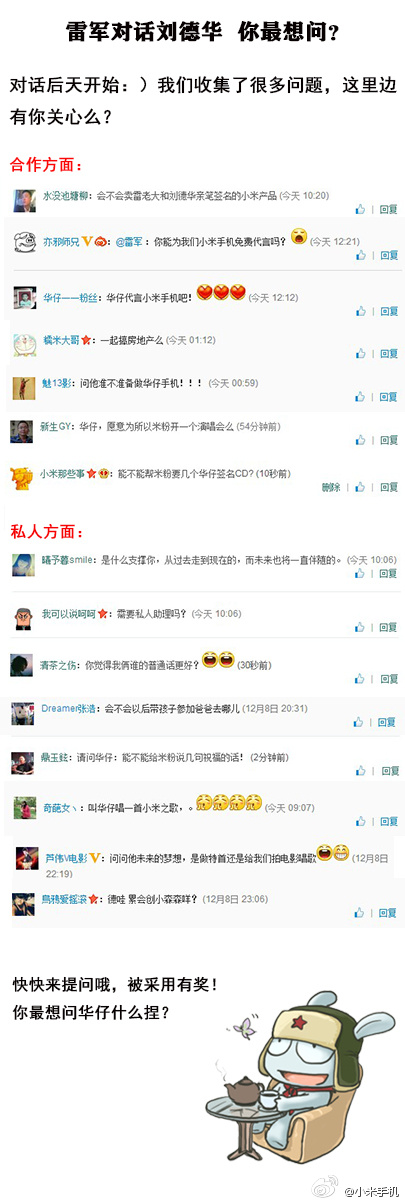 雷军对话刘德华 你最想问?
对话后天开始:)我们收集了很多问题,这里边
有你关心么?
合作方面:
水没池塘柳:会不会卖雷老大和刘德华亲笔签名的小米产品 (今天 10:20)
回复
亦邪师兄 : @雷军 :你能为我们小米手机免费代言吗? (今天 12:21)
回复
华仔一一粉丝:华仔代言小米手机吧! (今天 12:12)
回复
糯米大哥 :一起搞房地产么 (今天 01:12)
回复
魅13影:问他准不准备做华仔手机!!! (今天 00:59)
回复
新生GY:华仔,愿意为所以米粉开一个演唱会么 (54分钟前)
回复
小米那些事 :能不能帮米粉要几个华仔签名CD? (10秒前)
删除 | 回复
私人方面:
予暮smile:是什么支撑你,从过去走到现在的,而未来也将一直伴随的。 (今天 10:06)
回复
我可以说呵呵 :需要私人助理吗? (今天 10:06)
回复
清茶之伤:你觉得我俩谁的普通话更好? (30秒前)
回复
Dreamer张浩:会不会以后带孩子参加爸爸去哪儿 (12月8日 20:31)
回复
鼎玉铉:请问华仔:能不能给米粉说几句祝福的话! (2分钟前)
回复
奇葩女丶:叫华仔唱一首小米之歌,。 (今天 09:07)
回复
芦伟V电影 :问问他未来的梦想,是做特首还是给我们拍电影唱歌 (12月8日
22:19)
回复
鳥鸦爱摇滚 :德哇 累会创小森森咩? (12月8日 23:06)
回复
快快来提问哦,被采用有奖!
你最想问华仔什么捏?
@小米手机